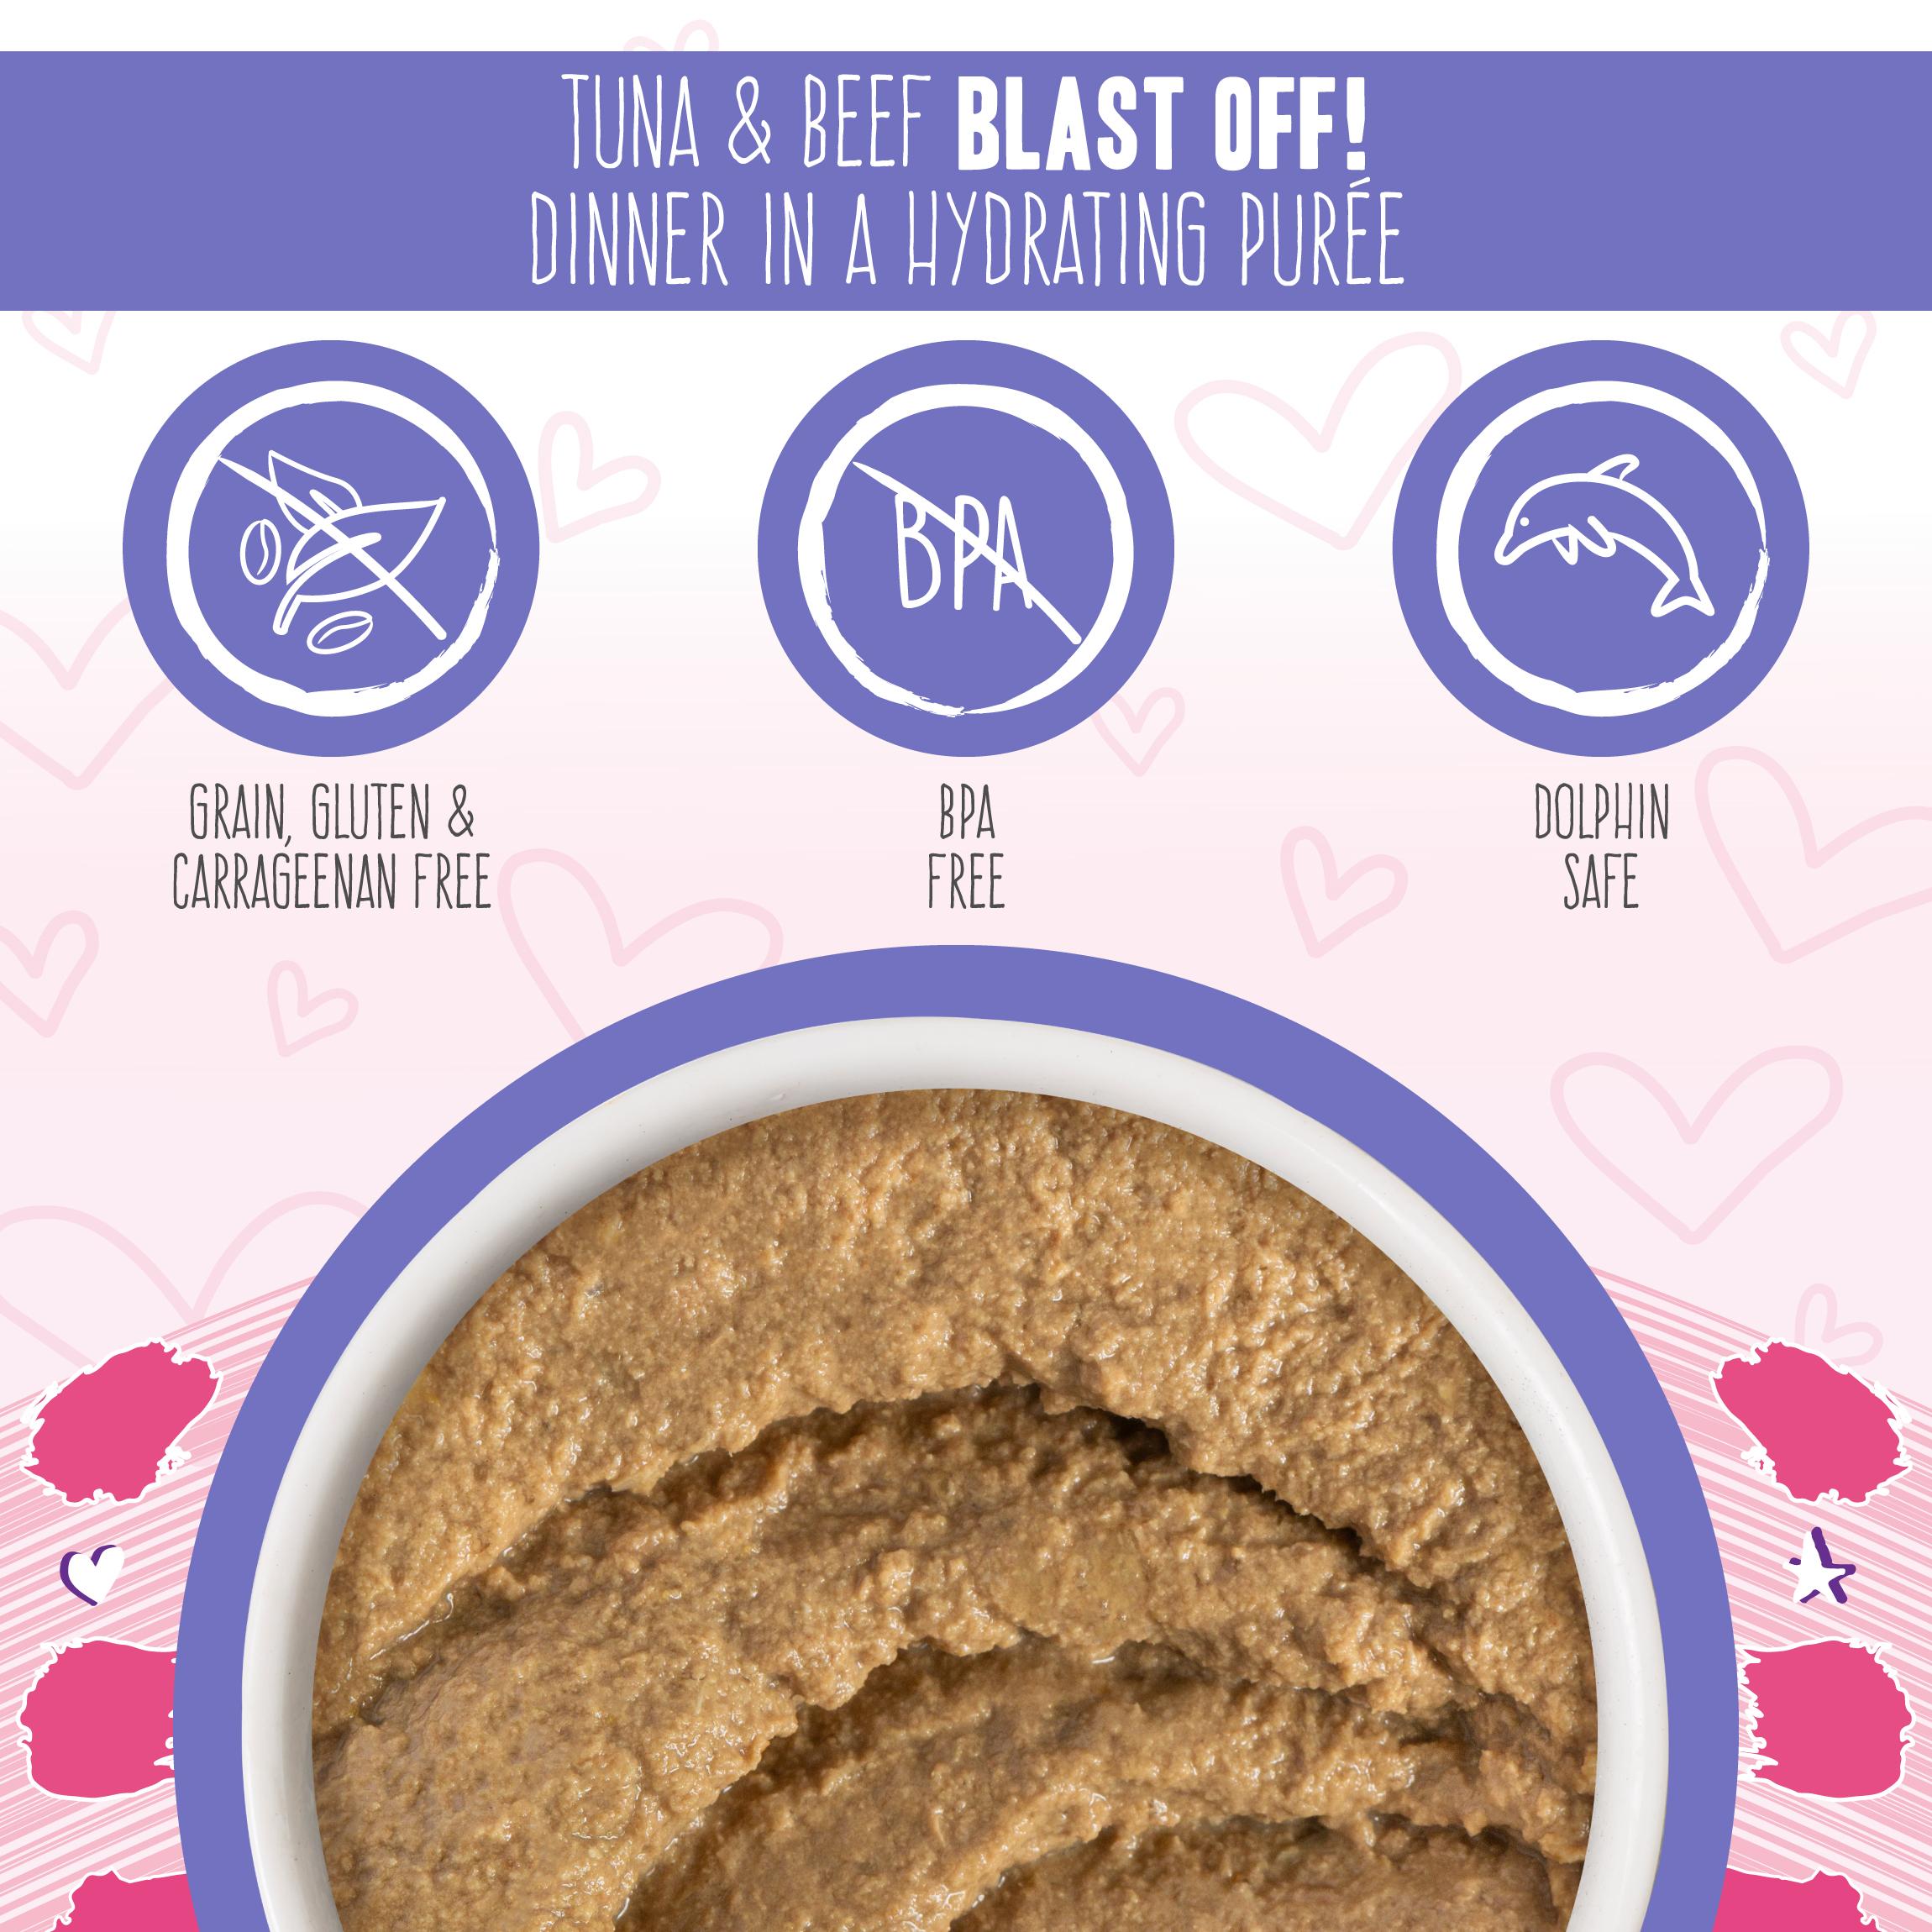 TUNA & BEEF BLAST OFF!
DINNER IN A HYDRATING PURÉE
BPA
GRAIN, GLUTEN &
CARRAGEENAN FREE
BPA
FREE
DOLPHIN
SAFE